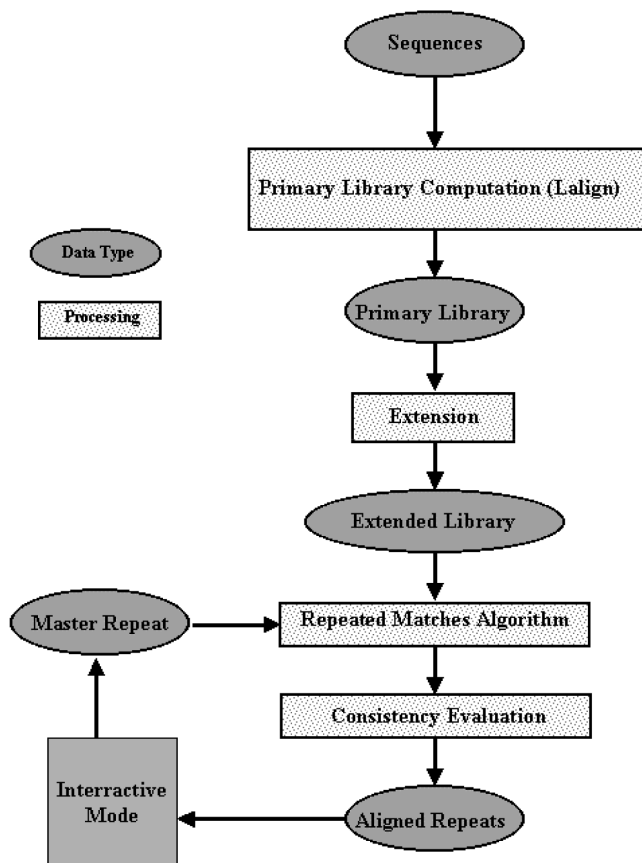 Sequences
Primary Library Computation (Lalign)
Data Type
Processing
Primary Library
Extension
Extended Library
Master Repeat
Repeated Matches Algorithm
Consistency Evaluation
Interractive
Mode
Aligned Repeats